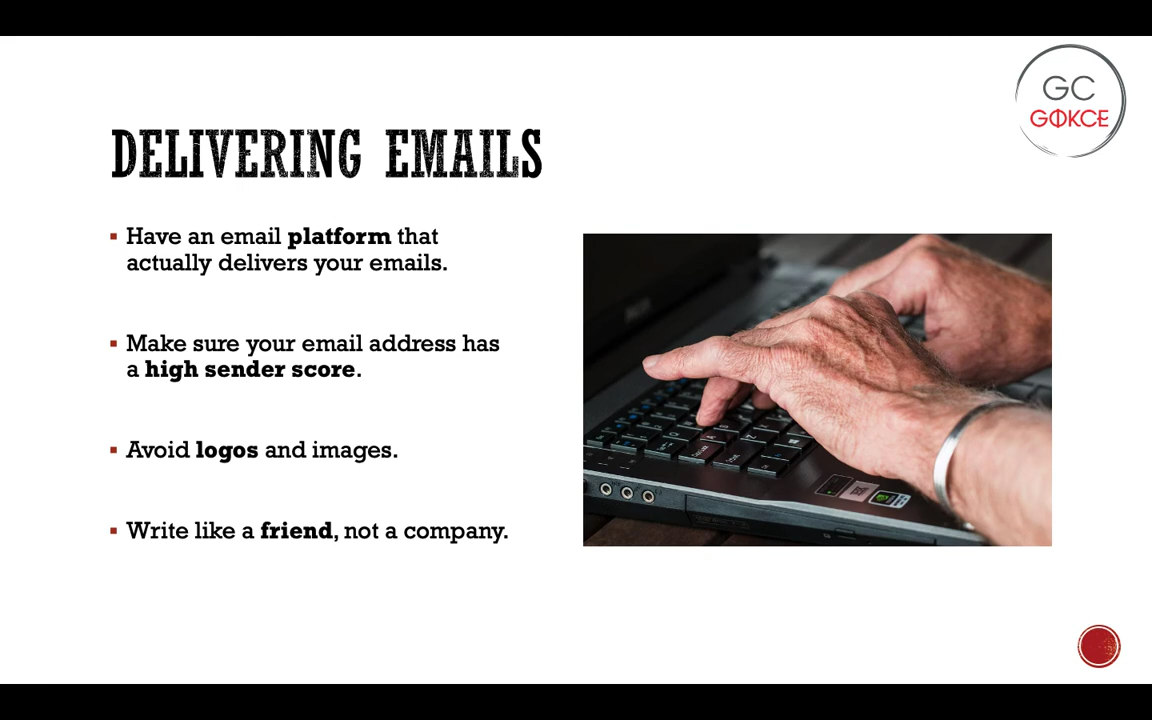 GC
GOKCE
DELIVERING EMAILS
▪ Have an email platform that
actually delivers your emails.
▪ Make sure your email address has
a high sender score.
▪ Avoid logos and images.
▪ Write like a friend, not a company.